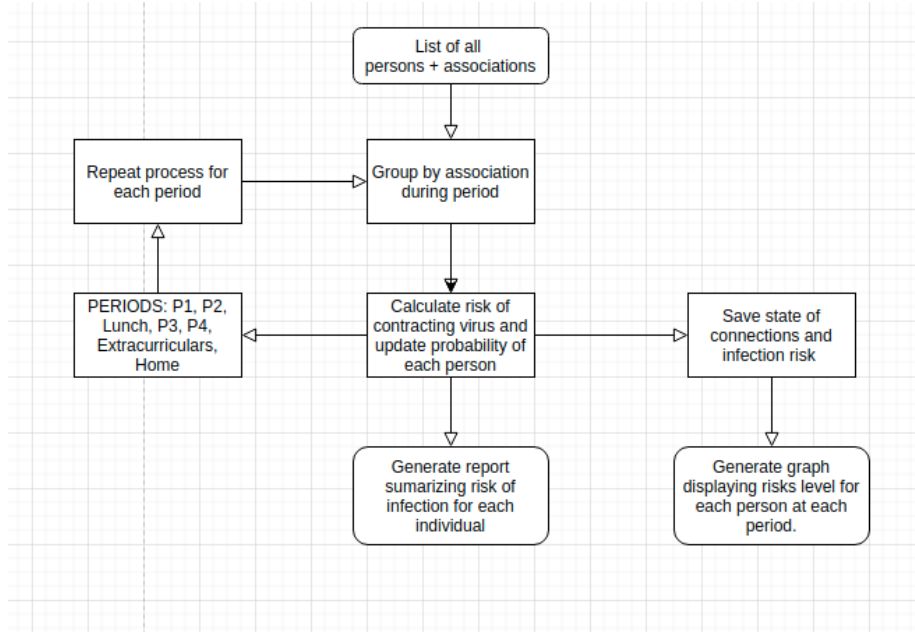 List of all
persons + associations
Repeat process for
each period
Group by association
during period
PERIODS: P1, P2,
Lunch, P3, P4,
Extracurriculars,
Home
Calculate risk of
contracting virus and
update probability of
each person
Save state of
connections and
infection risk
Generate report
sumarizing risk of
infection for each
individual
Generate graph
displaying risks level for
each person at each
period.